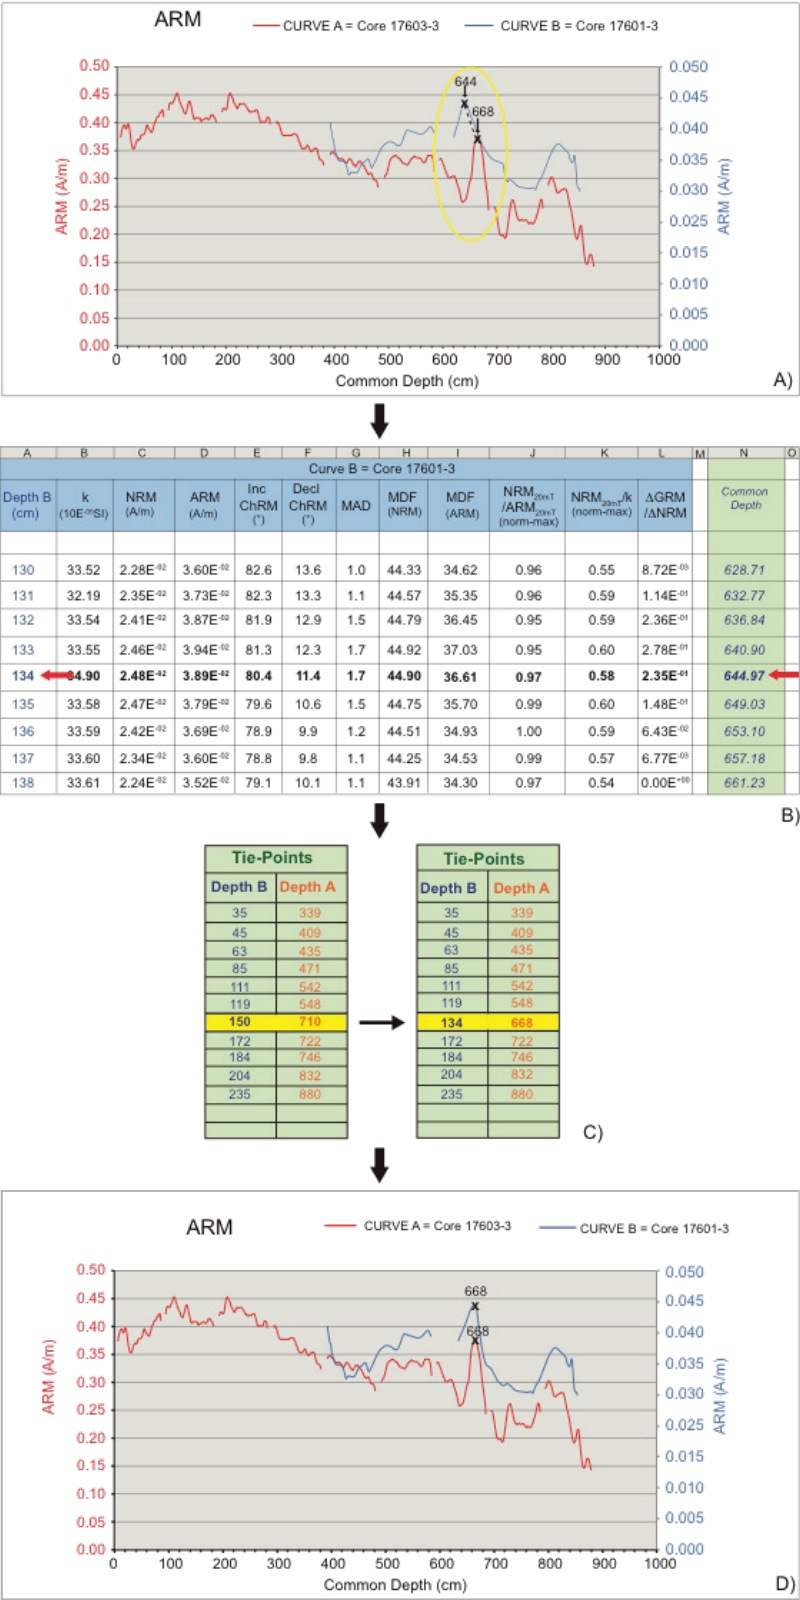 ARM
CURVE A = Core 17603-3
CURVE B = Core 17601-3
0.50
0.45
0.40
0.35
0.30
0.25
0.20
0.15
0.10
0.05
0.00
ARM (A/m)
644
668
0.050
0.045
0.040
0.035
0.030
0.025
0.020
0.015
0.010
0.005
0.000
ARM (A/m)
0 100 200 300 400 500 600 700 800 900 1000
Common Depth (cm)
A)
A B C D E F G H I J K L M N O
Curve B = Core 17601-3
Depth B (cm) k (10E⁻⁰⁵SI) NRM (A/m) ARM (A/m) Inc ChRM (°) Decl ChRM (°) MAD MDF (NRM) MDF (ARM) NRM20mT /ARM20mT (norm-max) NRM20mT/k (norm-max) ΔGRM /ΔNRM Common Depth
130 33.52 2.28E⁻⁰² 3.60E⁻⁰² 82.6 13.6 1.0 44.33 34.62 0.96 0.55 8.72E⁻⁰³ 628.71
131 32.19 2.35E⁻⁰² 3.73E⁻⁰² 82.3 13.3 1.1 44.57 35.35 0.96 0.59 1.14E⁻⁰¹ 632.77
132 33.54 2.41E⁻⁰² 3.87E⁻⁰² 81.9 12.9 1.5 44.79 36.45 0.95 0.59 2.36E⁻⁰¹ 636.84
133 33.55 2.46E⁻⁰² 3.94E⁻⁰² 81.3 12.3 1.7 44.92 37.03 0.95 0.60 2.78E⁻⁰¹ 640.90
134 34.90 2.48E⁻⁰² 3.89E⁻⁰² 80.4 11.4 1.7 44.90 36.61 0.97 0.58 2.35E⁻⁰¹ 644.97
135 33.58 2.47E⁻⁰² 3.79E⁻⁰² 79.6 10.6 1.5 44.75 35.70 0.99 0.60 1.48E⁻⁰¹ 649.03
136 33.59 2.42E⁻⁰² 3.69E⁻⁰² 78.9 9.9 1.2 44.51 34.93 1.00 0.59 6.43E⁻⁰² 653.10
137 33.60 2.34E⁻⁰² 3.60E⁻⁰² 78.8 9.8 1.1 44.25 34.53 0.99 0.57 6.77E⁻⁰³ 657.18
138 33.61 2.24E⁻⁰² 3.52E⁻⁰² 79.1 10.1 1.1 43.91 34.30 0.97 0.54 0.00E⁺⁰⁰ 661.23
B)
Tie-Points
Depth B Depth A
35 339
45 409
63 435
85 471
111 542
119 548
150 710
172 722
184 746
204 832
235 880
Tie-Points
Depth B Depth A
35 339
45 409
63 435
85 471
111 542
119 548
134 668
172 722
184 746
204 832
235 880
C)
ARM
CURVE A = Core 17603-3
CURVE B = Core 17601-3
0.50
0.45
0.40
0.35
0.30
0.25
0.20
0.15
0.10
0.05
0.00
ARM (A/m)
668
668
0.050
0.045
0.040
0.035
0.030
0.025
0.020
0.015
0.010
0.005
0.000
ARM (A/m)
0 100 200 300 400 500 600 700 800 900 1000
Common Depth (cm)
D)